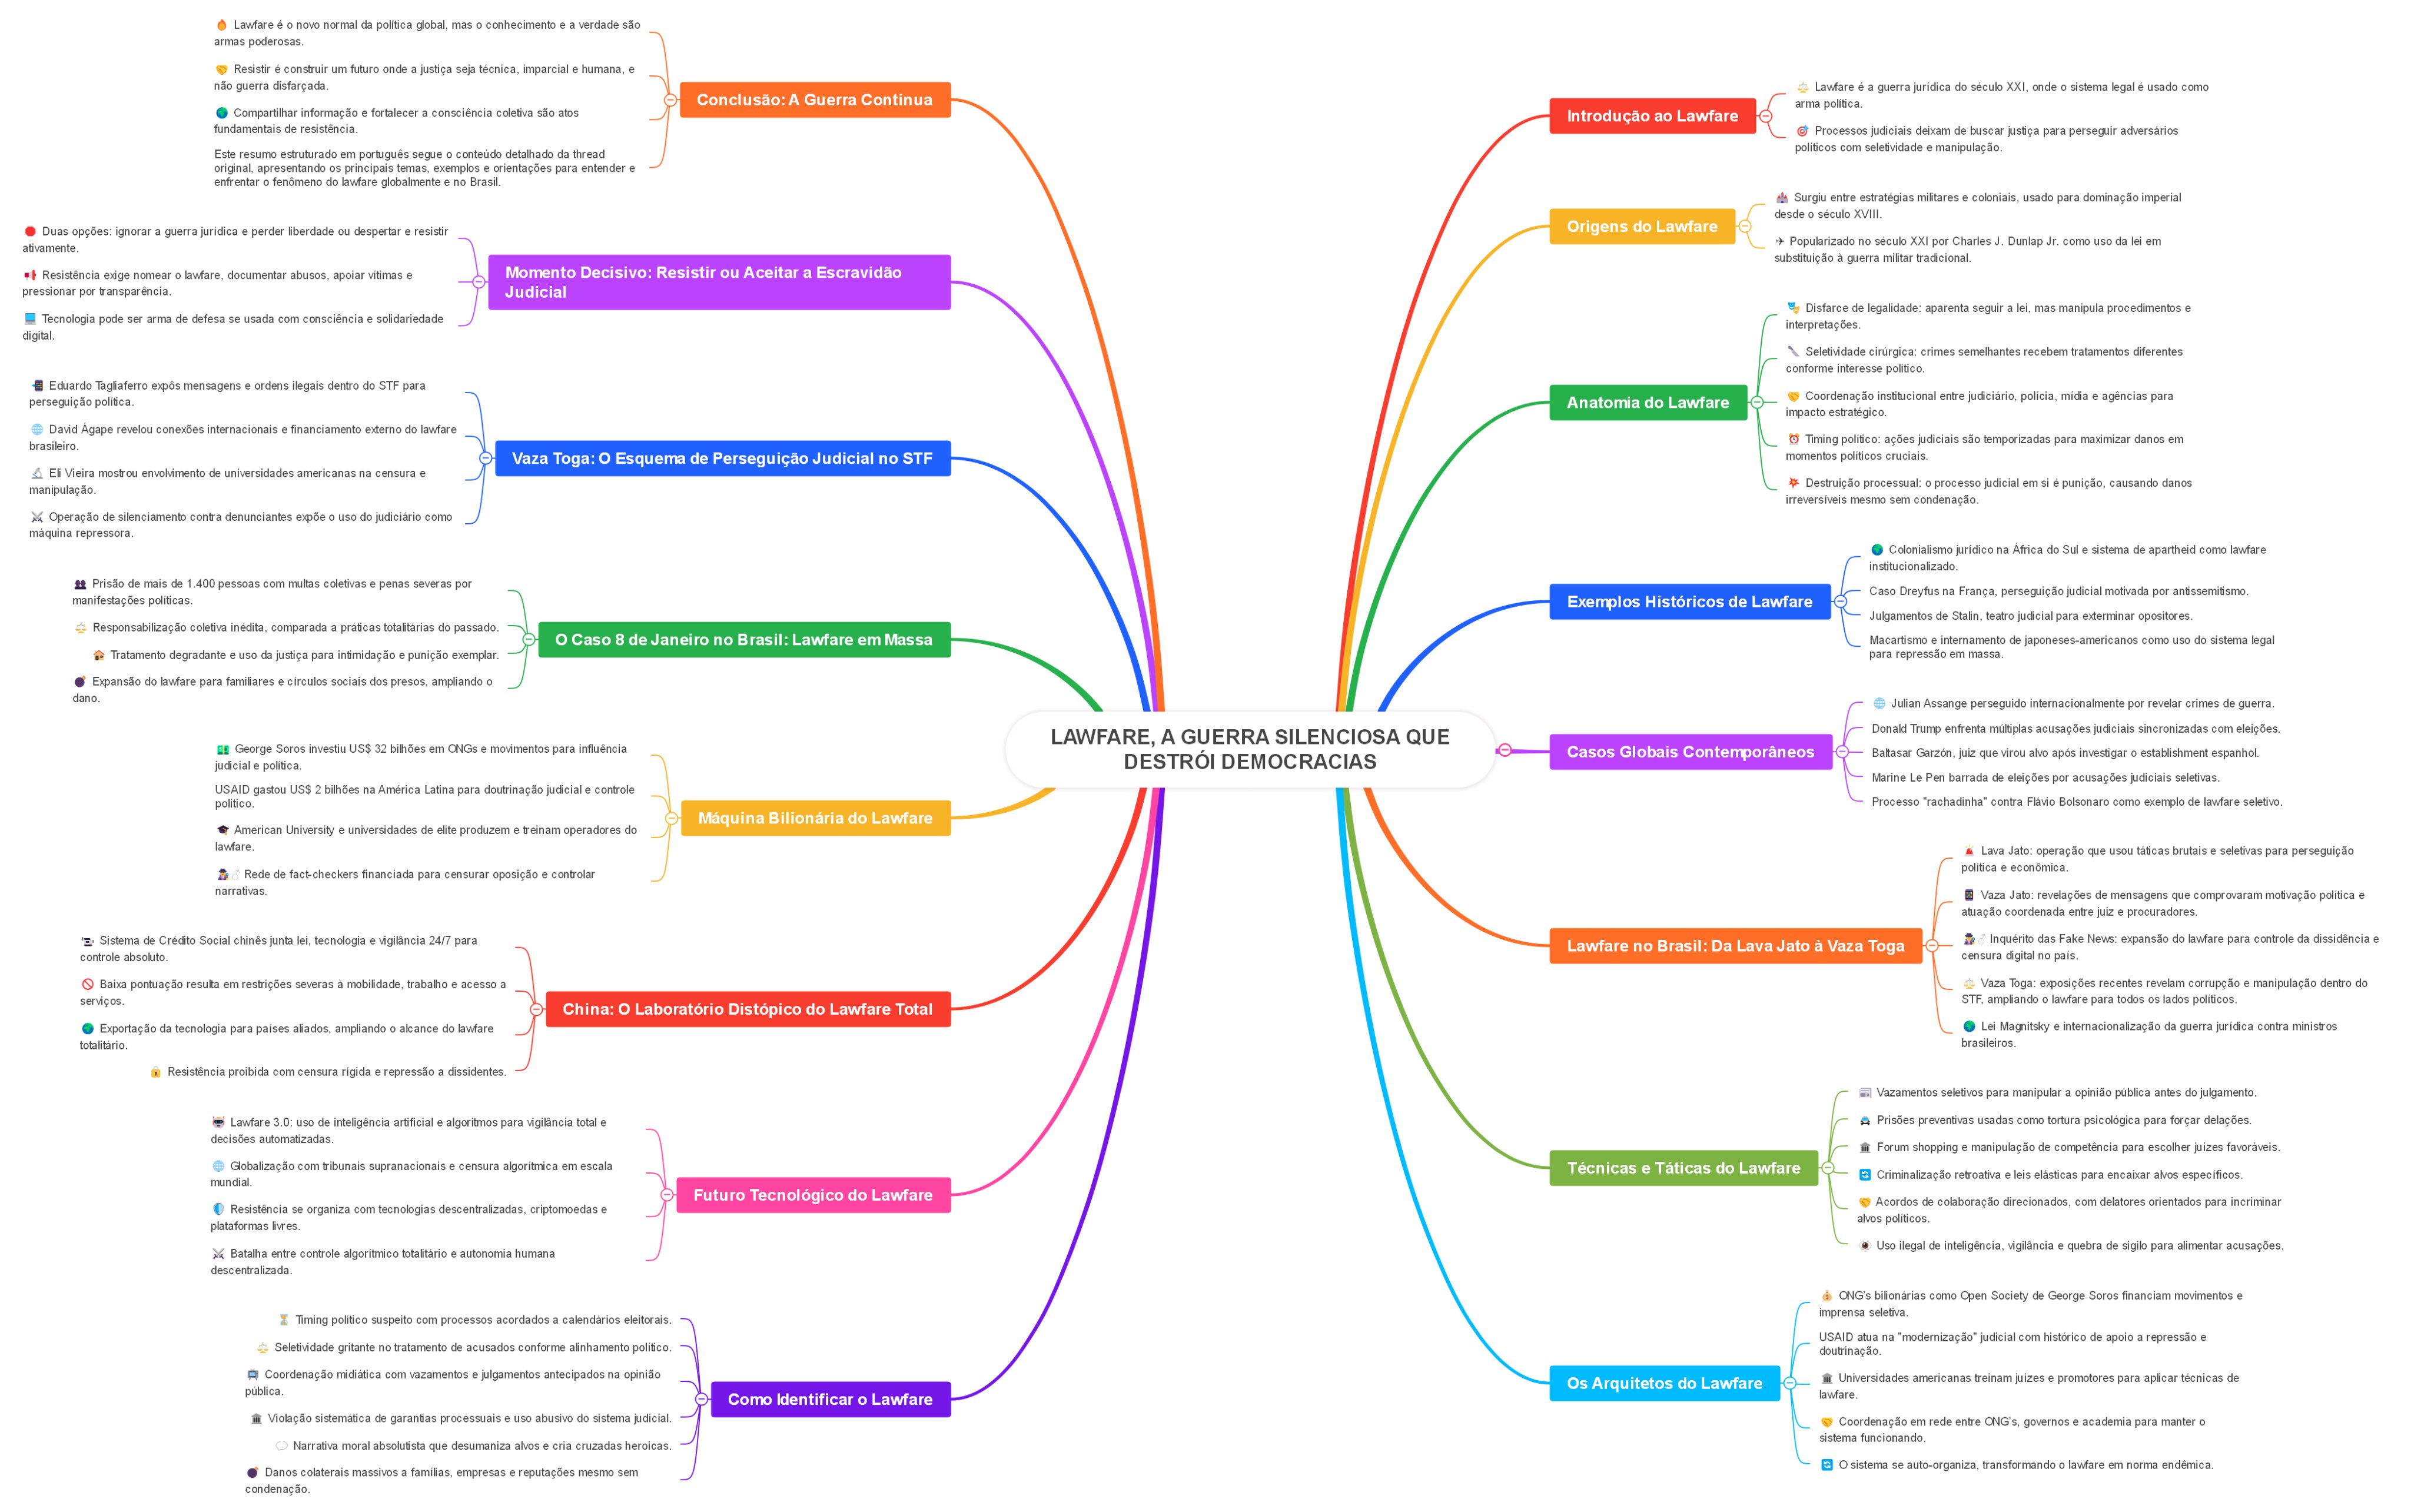 LAWFARE, A GUERRA SILENCIOSA QUE
DESTRÓI DEMOCRACIAS
Introdução ao Lawfare
Lawfare é a guerra jurídica do século XXI, onde o sistema legal é usado como
arma política.
Processos judiciais deixam de buscar justiça para perseguir adversários
políticos com seletividade e manipulação.
Origens do Lawfare
Surgiu entre estratégias militares e coloniais, usado para dominação imperial
desde o século XVIII.
Popularizado no século XXI por Charles J. Dunlap Jr. como uso da lei em
substituição à guerra militar tradicional.
Anatomia do Lawfare
Disfarce de legalidade: aparenta seguir a lei, mas manipula procedimentos e
interpretações.
Seletividade cirúrgica: crimes semelhantes recebem tratamentos diferentes
conforme interesse político.
Coordenação institucional entre judiciário, polícia, mídia e agências para
impacto estratégico.
Timing político: ações judiciais são temporizadas para maximizar danos em
momentos políticos cruciais.
Destruição processual: o processo judicial em si é punição, causando danos
irreversíveis mesmo sem condenação.
Exemplos Históricos de Lawfare
Colonialismo jurídico na África do Sul e sistema de apartheid como lawfare
institucionalizado.
Caso Dreyfus na França, perseguição judicial motivada por antissemitismo.
Julgamentos de Stalin, teatro judicial para exterminar opositores.
Macartismo e internamento de japoneses-americanos como uso do sistema legal
para repressão em massa.
Casos Globais Contemporâneos
Julian Assange perseguido internacionalmente por revelar crimes de guerra.
Donald Trump enfrenta múltiplas acusações judiciais sincronizadas com eleições.
Baltasar Garzón, juiz que virou alvo após investigar o establishment espanhol.
Marine Le Pen barrada de eleições por acusações judiciais seletivas.
Processo "rachadinha" contra Flávio Bolsonaro como exemplo de lawfare seletivo.
Lawfare no Brasil: Da Lava Jato à Vaza Toga
Lava Jato: operação que usou táticas brutais e seletivas para perseguição
política e econômica.
Vaza Jato: revelações de mensagens que comprovaram motivação política e
atuação coordenada entre juiz e procuradores.
Inquérito das Fake News: expansão do lawfare para controle da dissidência e
censura digital no país.
Vaza Toga: exposições recentes revelam corrupção e manipulação dentro do
STF, ampliando o lawfare para todos os lados políticos.
Lei Magnitsky e internacionalização da guerra jurídica contra ministros
brasileiros.
Técnicas e Táticas do Lawfare
Vazamentos seletivos para manipular a opinião pública antes do julgamento.
Prisões preventivas usadas como tortura psicológica para forçar delações.
Forum shopping e manipulação de competência para escolher juízes favoráveis.
Criminalização retroativa e leis elásticas para encaixar alvos específicos.
Acordos de colaboração direcionados, com delatores orientados para incriminar
alvos políticos.
Uso ilegal de inteligência, vigilância e quebra de sigilo para alimentar acusações.
Os Arquitetos do Lawfare
ONG's bilionárias como Open Society de George Soros financiam movimentos e
imprensa seletiva.
USAID atua na "modernização" judicial com histórico de apoio a repressão e
doutrinação.
Universidades americanas treinam juízes e promotores para aplicar técnicas de
lawfare.
Coordenação em rede entre ONG's, governos e academia para manter o
sistema funcionando.
O sistema se auto-organiza, transformando o lawfare em norma endêmica.
Conclusão: A Guerra Continua
Lawfare é o novo normal da política global, mas o conhecimento e a verdade são
armas poderosas.
Resistir é construir um futuro onde a justiça seja técnica, imparcial e humana, e
não guerra disfarçada.
Compartilhar informação e fortalecer a consciência coletiva são atos
fundamentais de resistência.
Este resumo estruturado em português segue o conteúdo detalhado da thread
original, apresentando os principais temas, exemplos e orientações para entender e
enfrentar o fenômeno do lawfare globalmente e no Brasil.
Momento Decisivo: Resistir ou Aceitar a Escravidão
Judicial
Duas opções: ignorar a guerra jurídica e perder liberdade ou despertar e resistir
ativamente.
Resistência exige nomear o lawfare, documentar abusos, apoiar vítimas e
pressionar por transparência.
Tecnologia pode ser arma de defesa se usada com consciência e solidariedade
digital.
Vaza Toga: O Esquema de Perseguição Judicial no STF
Eduardo Tagliaferro expôs mensagens e ordens ilegais dentro do STF para
perseguição política.
David Ágape revelou conexões internacionais e financiamento externo do lawfare
brasileiro.
Eli Vieira mostrou envolvimento de universidades americanas na censura e
manipulação.
Operação de silenciamento contra denunciantes expõe o uso do judiciário como
máquina repressora.
O Caso 8 de Janeiro no Brasil: Lawfare em Massa
Prisão de mais de 1.400 pessoas com multas coletivas e penas severas por
manifestações políticas.
Responsabilização coletiva inédita, comparada a práticas totalitárias do passado.
Tratamento degradante e uso da justiça para intimidação e punição exemplar.
Expansão do lawfare para familiares e círculos sociais dos presos, ampliando o
dano.
Máquina Bilionária do Lawfare
George Soros investiu US$ 32 bilhões em ONGs e movimentos para influência
judicial e política.
USAID gastou US$ 2 bilhões na América Latina para doutrinação judicial e controle
político.
American University e universidades de elite produzem e treinam operadores do
lawfare.
Rede de fact-checkers financiada para censurar oposição e controlar
narrativas.
China: O Laboratório Distópico do Lawfare Total
Sistema de Crédito Social chinês junta lei, tecnologia e vigilância 24/7 para
controle absoluto.
Baixa pontuação resulta em restrições severas à mobilidade, trabalho e acesso a
serviços.
Exportação da tecnologia para países aliados, ampliando o alcance do lawfare
totalitário.
Resistência proibida com censura rígida e repressão a dissidentes.
Futuro Tecnológico do Lawfare
Lawfare 3.0: uso de inteligência artificial e algoritmos para vigilância total e
decisões automatizadas.
Globalização com tribunais supranacionais e censura algorítmica em escala
mundial.
Resistência se organiza com tecnologias descentralizadas, criptomoedas e
plataformas livres.
Batalha entre controle algorítmico totalitário e autonomia humana
descentralizada.
Como Identificar o Lawfare
Timing político suspeito com processos acordados a calendários eleitorais.
Seletividade gritante no tratamento de acusados conforme alinhamento político.
Coordenação midiática com vazamentos e julgamentos antecipados na opinião
pública.
Violação sistemática de garantias processuais e uso abusivo do sistema judicial.
Narrativa moral absolutista que desumaniza alvos e cria cruzadas heroicas.
Danos colaterais massivos a famílias, empresas e reputações mesmo sem
condenação.